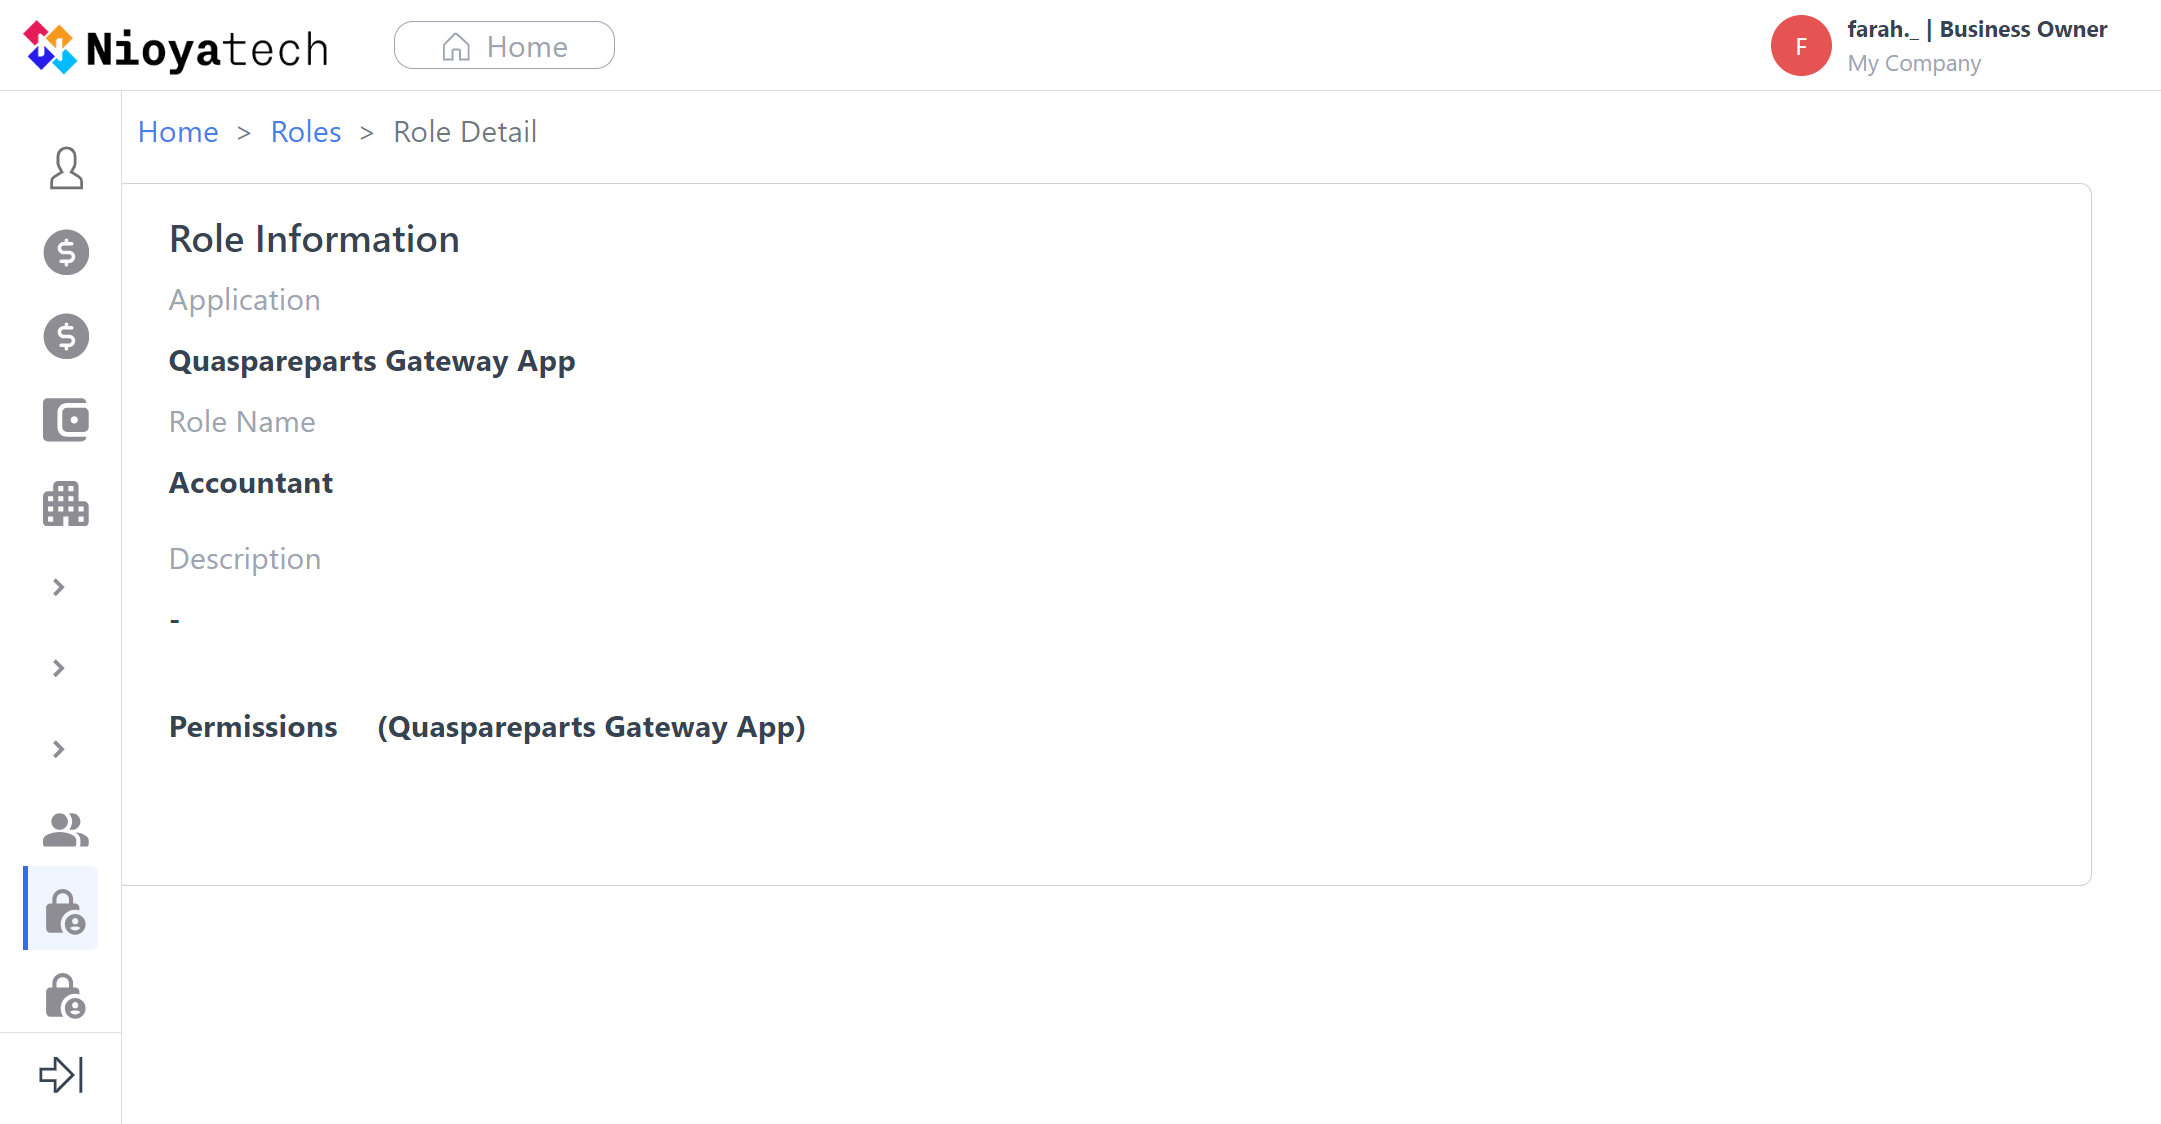 Nioyatech
Home
F
farah._ | Business Owner
My Company
Home > Roles > Role Detail
Role Information
Application
Quaspareparts Gateway App
Role Name
Accountant
Description
-
Permissions (Quaspareparts Gateway App)